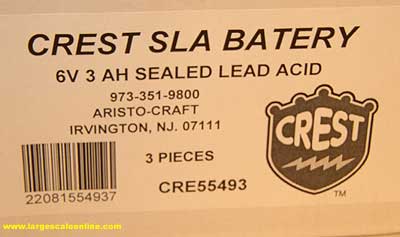 CREST SLA BATERY
6V 3 AH SEALED LEAD ACID
973-351-9800
ARISTO-CRAFT
IRVINGTON, NJ. 07111
3 PIECES
CRE55493
22081554937
CREST
TM
www.largescaleonline.com